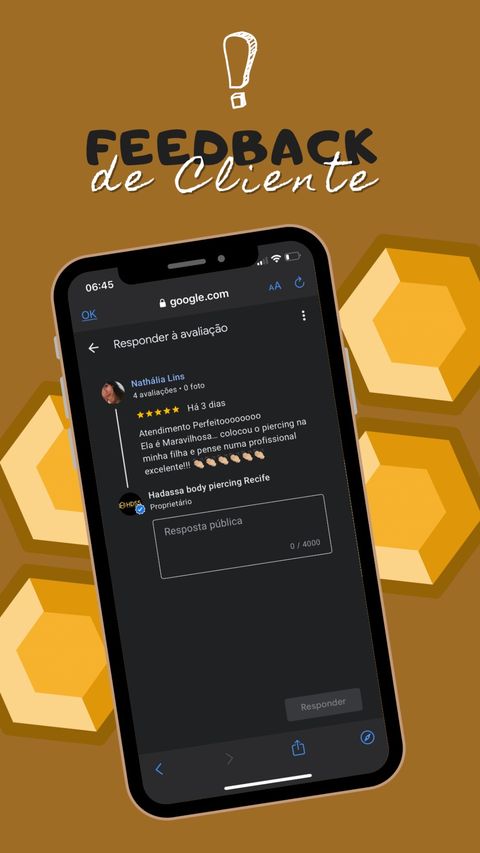 FEEDBACK
de Cliente
06:45
OK
google.com
AA
Responder à avaliação
Nathália Lins
4 avaliações • 0 foto
Há 3 dias
Atendimento Perfeitoooooooo
Ela é Maravilhosa... colocou o piercing na
minha filha e pense numa profissional
excelente!!! 👏🏼👏🏼👏🏼👏🏼👏🏼👏🏼
Hadassa body piercing Recife
Proprietário
Resposta pública
0 / 4000
Responder